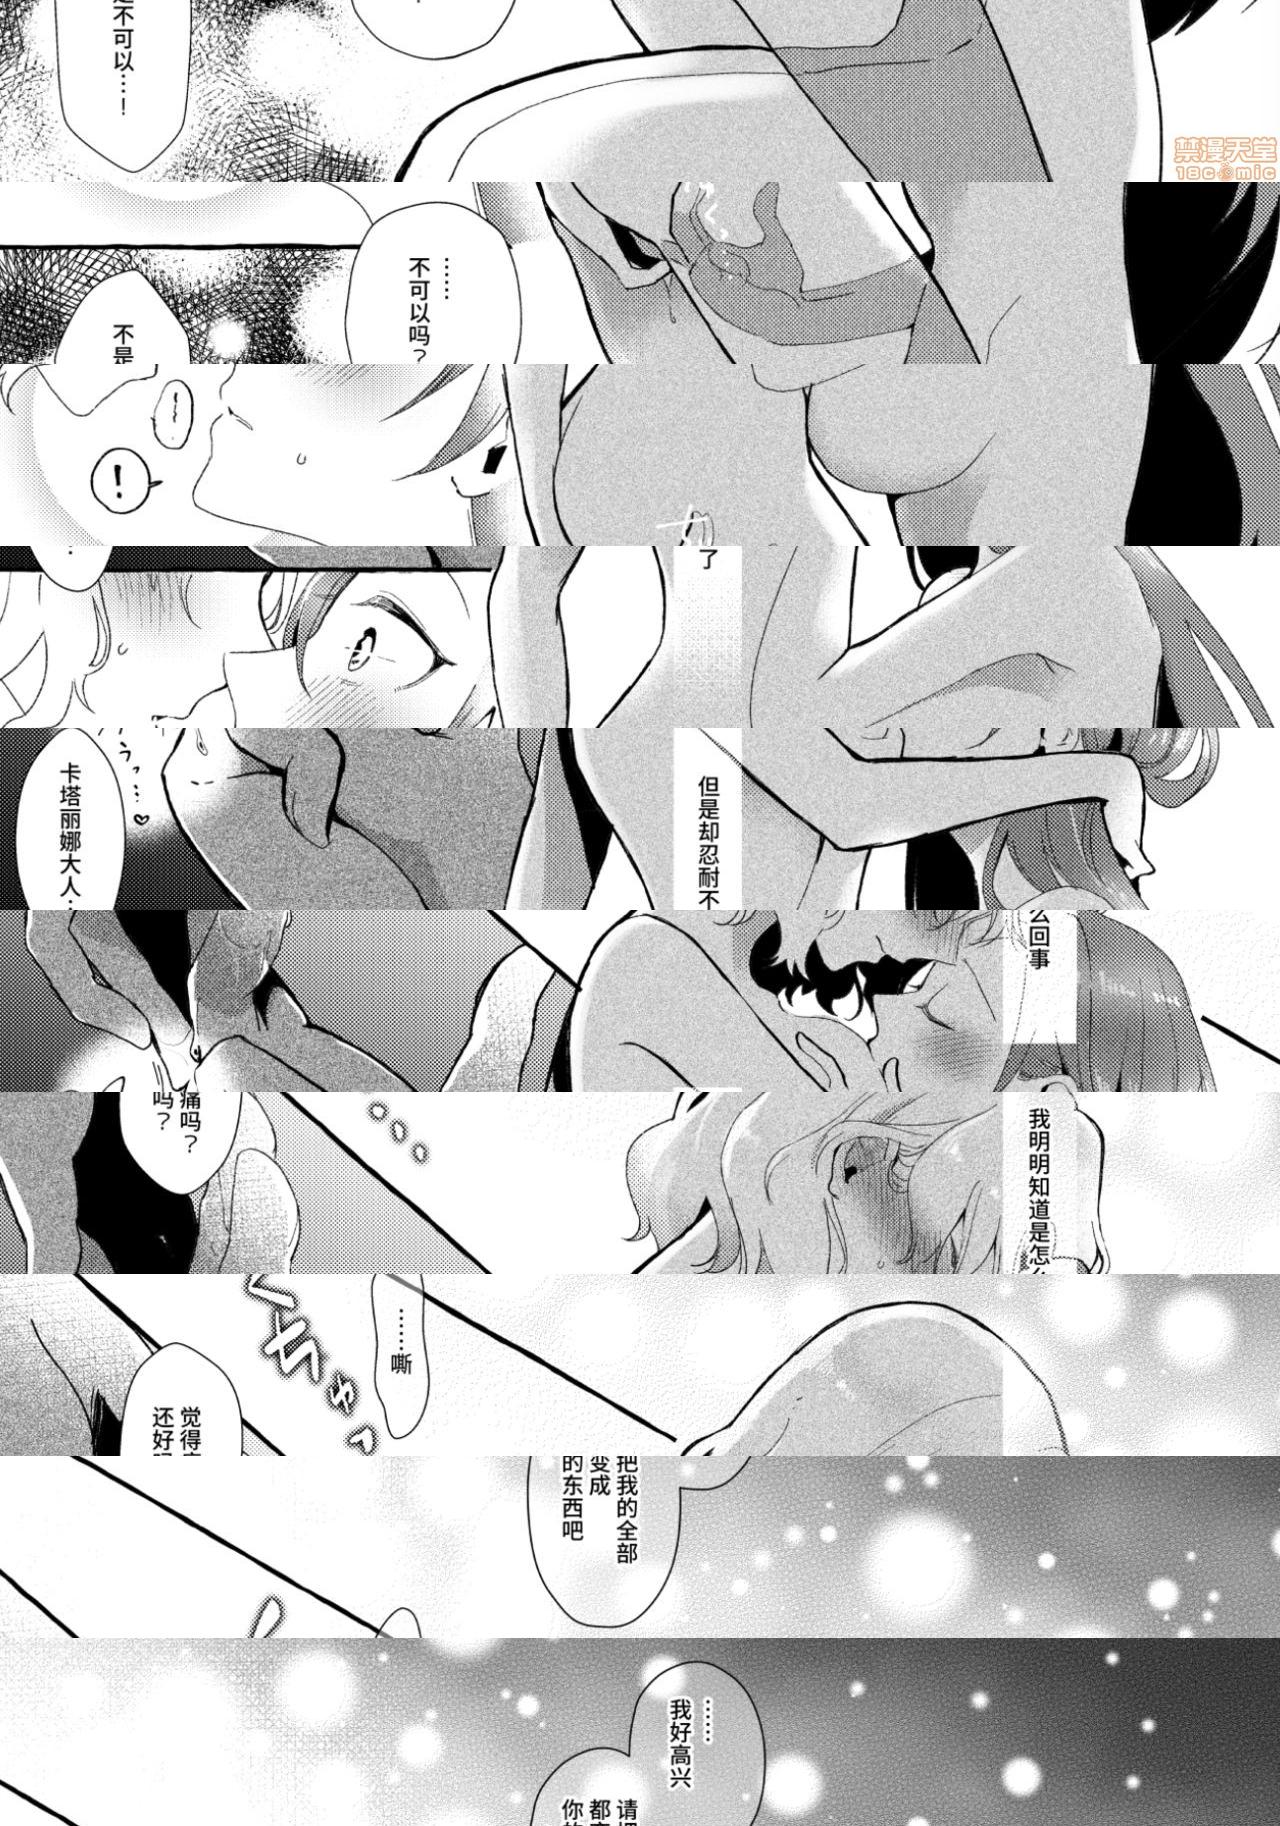 禁漫天堂
18comic
不可以…！
……
不可以吗？
不是
！
了
卡塔丽娜大人…
但是却忍耐不
么回事
我明明知道是怎么
痛吗？
吗？
……嘶
觉得
还好
把我的全部
变成
的东西吧
……
我好高兴
请把
都变
你的